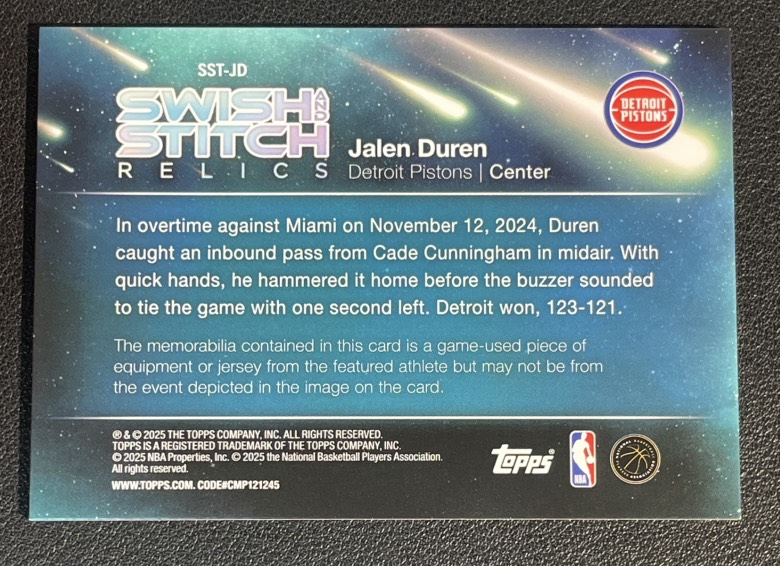 SST-JD
SWISH AND
STITCH
RELICS
Jalen Duren
Detroit Pistons | Center
DETROIT
PISTONS
In overtime against Miami on November 12, 2024, Duren
caught an inbound pass from Cade Cunningham in midair. With
quick hands, he hammered it home before the buzzer sounded
to tie the game with one second left. Detroit won, 123-121.
The memorabilia contained in this card is a game-used piece of
equipment or jersey from the featured athlete but may not be from
the event depicted in the image on the card.
® & © 2025 THE TOPPS COMPANY, INC. ALL RIGHTS RESERVED.
TOPPS IS A REGISTERED TRADEMARK OF THE TOPPS COMPANY, INC.
© 2025 NBA Properties, Inc. © 2025 the National Basketball Players Association.
All rights reserved.
WWW.TOPPS.COM. CODE#CMP121245
Topps®
NBA